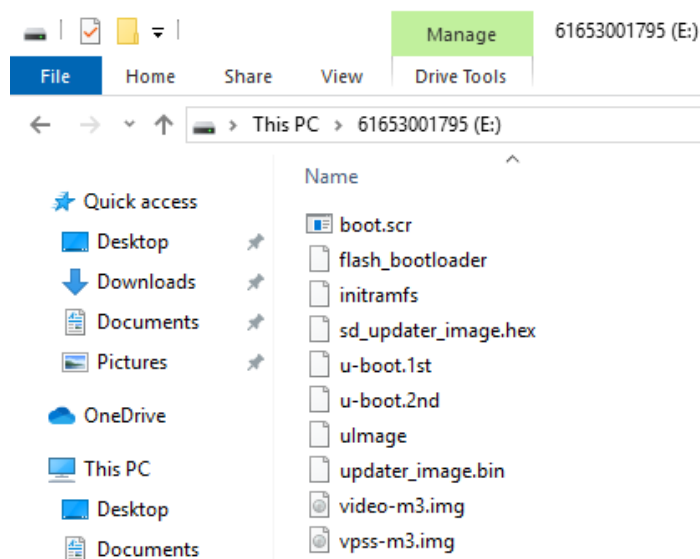 Manage
61653001795 (E:)
File
Home
Share
View
Drive Tools
This PC
61653001795 (E:)
Quick access
Desktop
Downloads
Documents
Pictures
OneDrive
This PC
Desktop
Documents
Name
boot.scr
flash_bootloader
initramfs
sd_updater_image.hex
u-boot.1st
u-boot.2nd
uImage
updater_image.bin
video-m3.img
vpss-m3.img